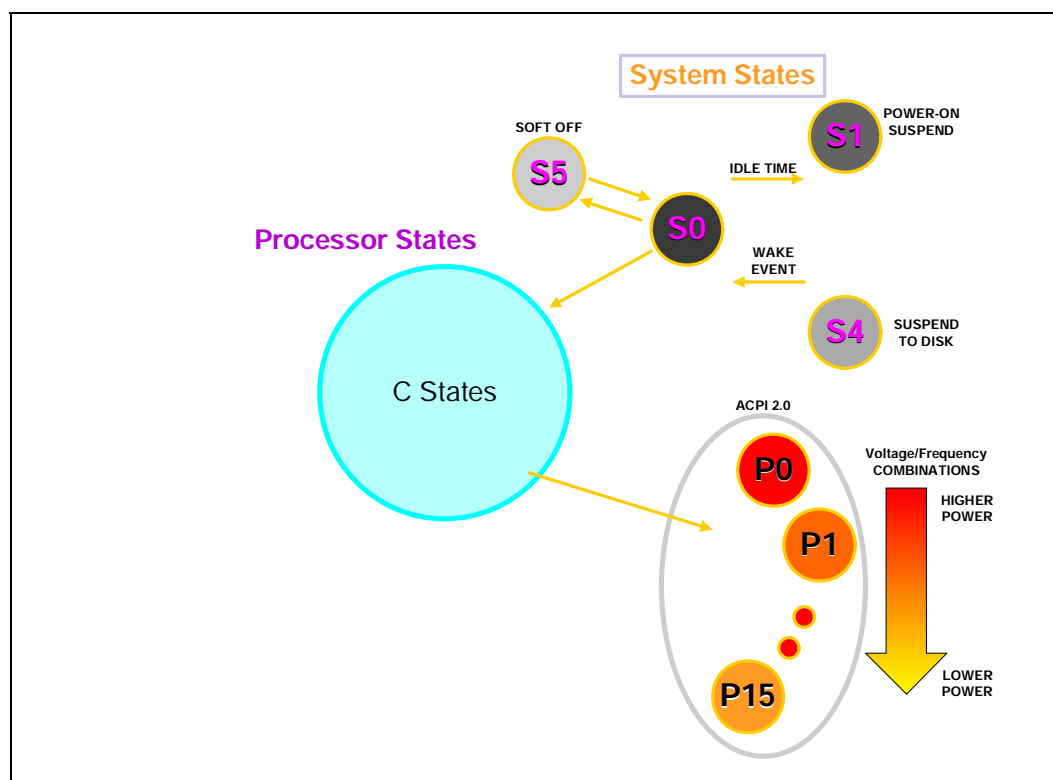 System States
SOFT OFF
S5
S1
POWER-ON
SUSPEND
IDLE TIME
S0
Processor States
WAKE
EVENT
S4
SUSPEND
TO DISK
C States
ACPI 2.0
P0
P1
P15
Voltage/Frequency
COMBINATIONS
HIGHER
POWER
LOWER
POWER